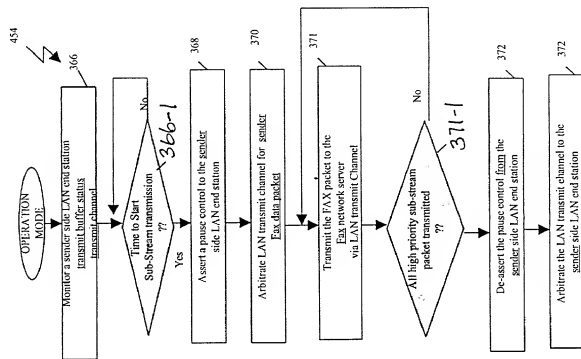 454
OPERATION
MODE
366
Monitor a sender side LAN end station
transmit buffer status
transmit channel
No
366-1
Time to Start
Sub-Stream transmission
??
Yes
368
Assert a pause control to the sender
side LAN end station
370
Arbitrate LAN transmit channel for sender
Fax data packet
371
Transmit the FAX packet to the
Fax network server
via LAN transmit Channel
No
371-1
All high priority sub-stream
packet transmitted
??
372
De-assert the pause control from the
sender side LAN end station
372
Arbitrate the LAN transmit channel to the
sender side LAN end station